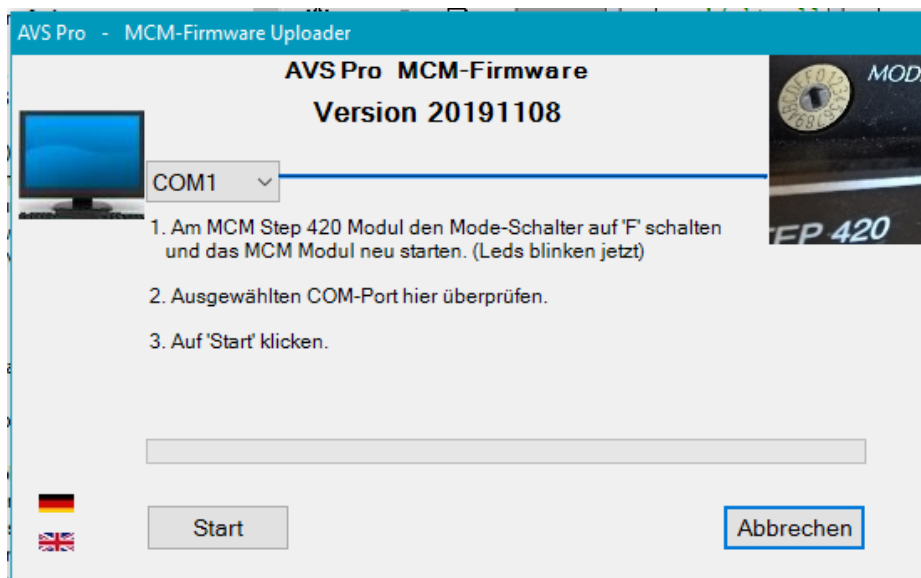 AVS Pro - MCM-Firmware Uploader
AVS Pro MCM-Firmware
Version 20191108
COM1
1. Am MCM Step 420 Modul den Mode-Schalter auf 'F' schalten
und das MCM Modul neu starten. (Leds blinken jetzt)
2. Ausgewählten COM-Port hier überprüfen.
3. Auf 'Start' klicken.
Start
Abbrechen
420